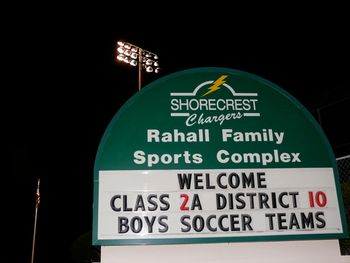 SHORECREST
Chargers
Rahall Family
Sports Complex
WELCOME
CLASS 2A DISTRICT 10
BOYS SOCCER TEAMS